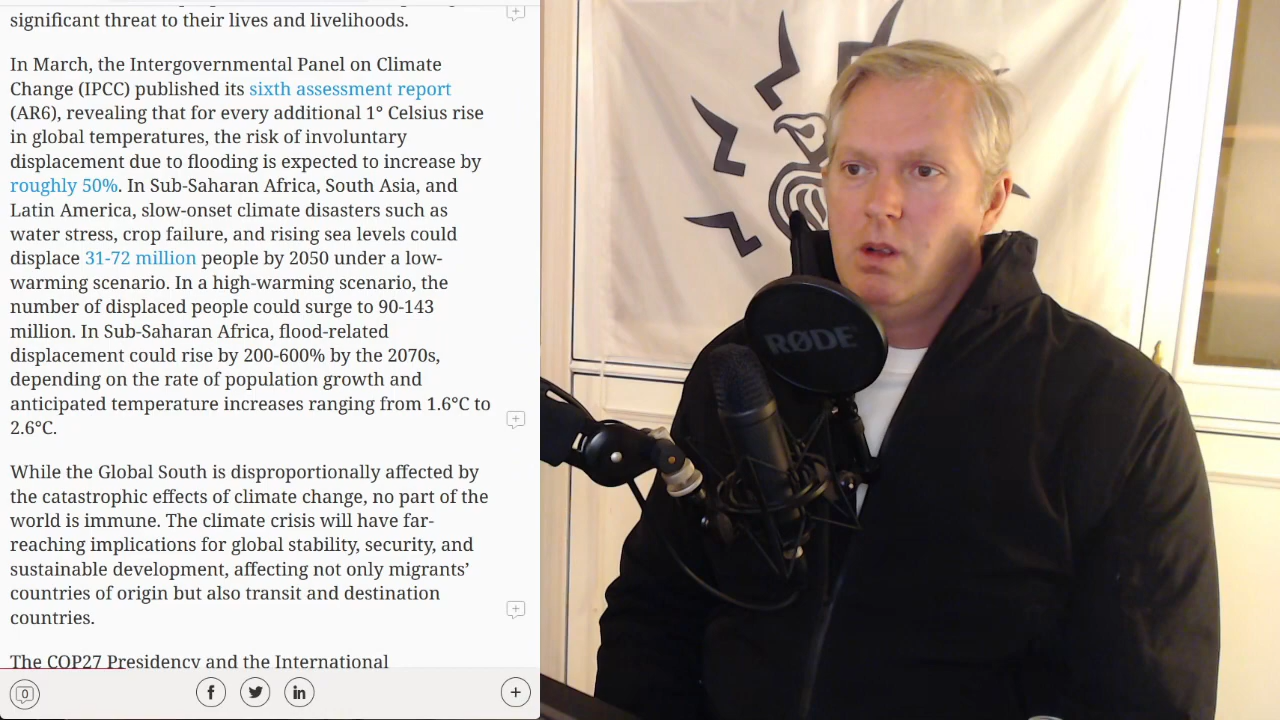 significant threat to their lives and livelihoods.
In March, the Intergovernmental Panel on Climate
Change (IPCC) published its sixth assessment report
(AR6), revealing that for every additional 1° Celsius rise
in global temperatures, the risk of involuntary
displacement due to flooding is expected to increase by
roughly 50%. In Sub-Saharan Africa, South Asia, and
Latin America, slow-onset climate disasters such as
water stress, crop failure, and rising sea levels could
displace 31-72 million people by 2050 under a low-
warming scenario. In a high-warming scenario, the
number of displaced people could surge to 90-143
million. In Sub-Saharan Africa, flood-related
displacement could rise by 200-600% by the 2070s,
depending on the rate of population growth and
anticipated temperature increases ranging from 1.6°C to
2.6°C.
While the Global South is disproportionally affected by
the catastrophic effects of climate change, no part of the
world is immune. The climate crisis will have far-
reaching implications for global stability, security, and
sustainable development, affecting not only migrants’
countries of origin but also transit and destination
countries.
The COP27 Presidency and the International
0
RØDE